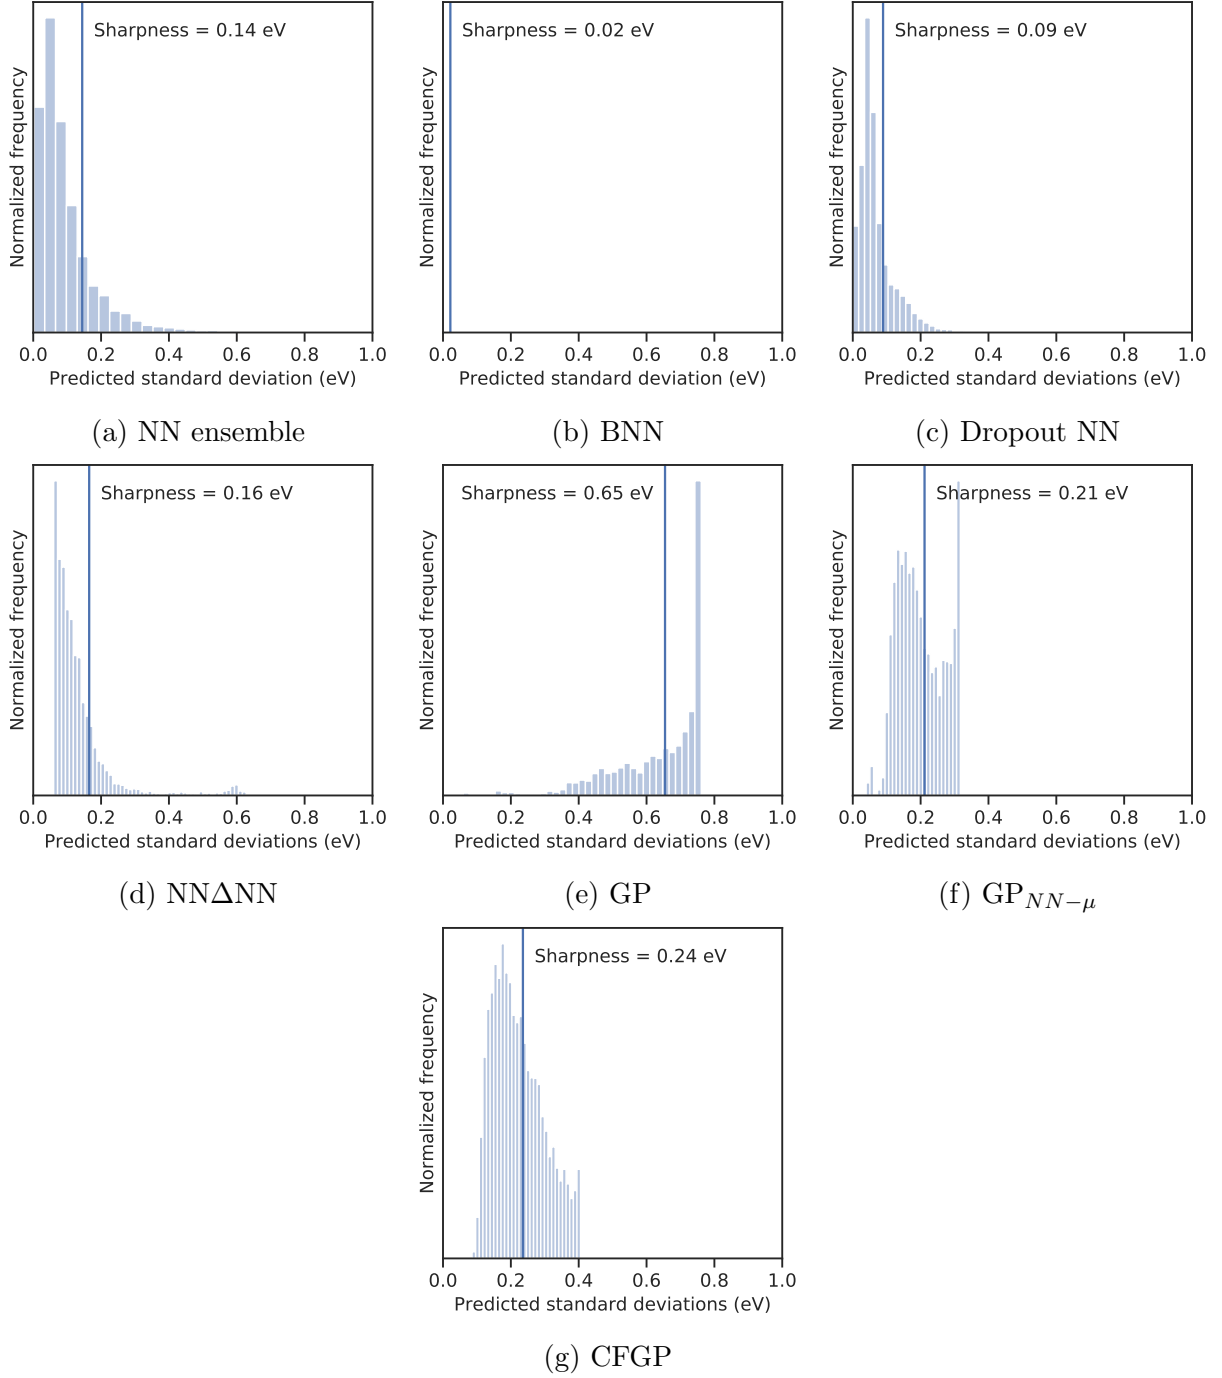 Sharpness = 0.14 eV
Normalized frequency
0.0 0.2 0.4 0.6 0.8 1.0
Predicted standard deviation (eV)
(a) NN ensemble
Sharpness = 0.02 eV
Normalized frequency
0.0 0.2 0.4 0.6 0.8 1.0
Predicted standard deviation (eV)
(b) BNN
Sharpness = 0.09 eV
Normalized frequency
0.0 0.2 0.4 0.6 0.8 1.0
Predicted standard deviations (eV)
(c) Dropout NN
Sharpness = 0.16 eV
Normalized frequency
0.0 0.2 0.4 0.6 0.8 1.0
Predicted standard deviations (eV)
(d) NNΔNN
Sharpness = 0.65 eV
Normalized frequency
0.0 0.2 0.4 0.6 0.8 1.0
Predicted standard deviations (eV)
(e) GP
Sharpness = 0.21 eV
Normalized frequency
0.0 0.2 0.4 0.6 0.8 1.0
Predicted standard deviations (eV)
(f) GP_{NN−μ}
Sharpness = 0.24 eV
Normalized frequency
0.0 0.2 0.4 0.6 0.8 1.0
Predicted standard deviations (eV)
(g) CFGP